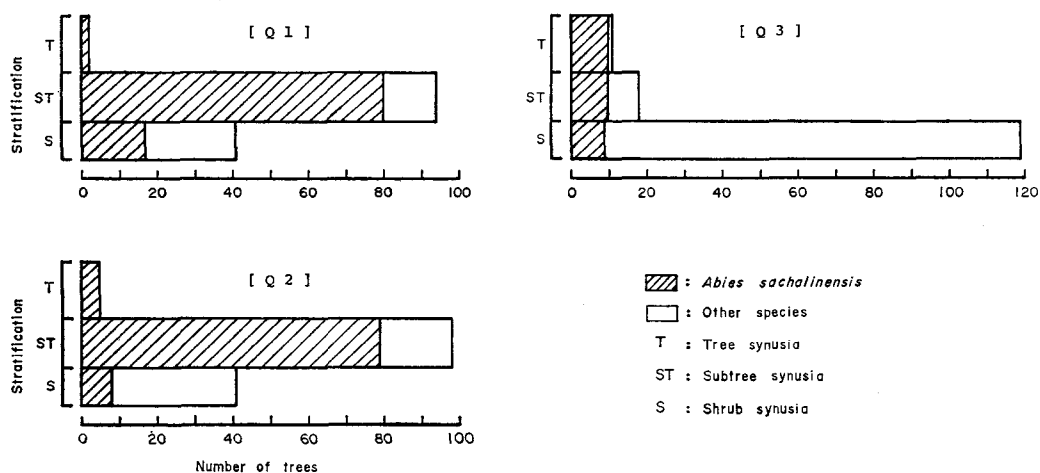 [ Q 1 ]
Stratification
T
ST
S
0 20 40 60 80 100
[ Q 3 ]
T
ST
S
0 20 40 60 80 100 120
[ Q 2 ]
Stratification
T
ST
S
0 20 40 60 80 100
Number of trees
: Abies sachalinensis
: Other species
T : Tree synusia
ST : Subtree synusia
S : Shrub synusia